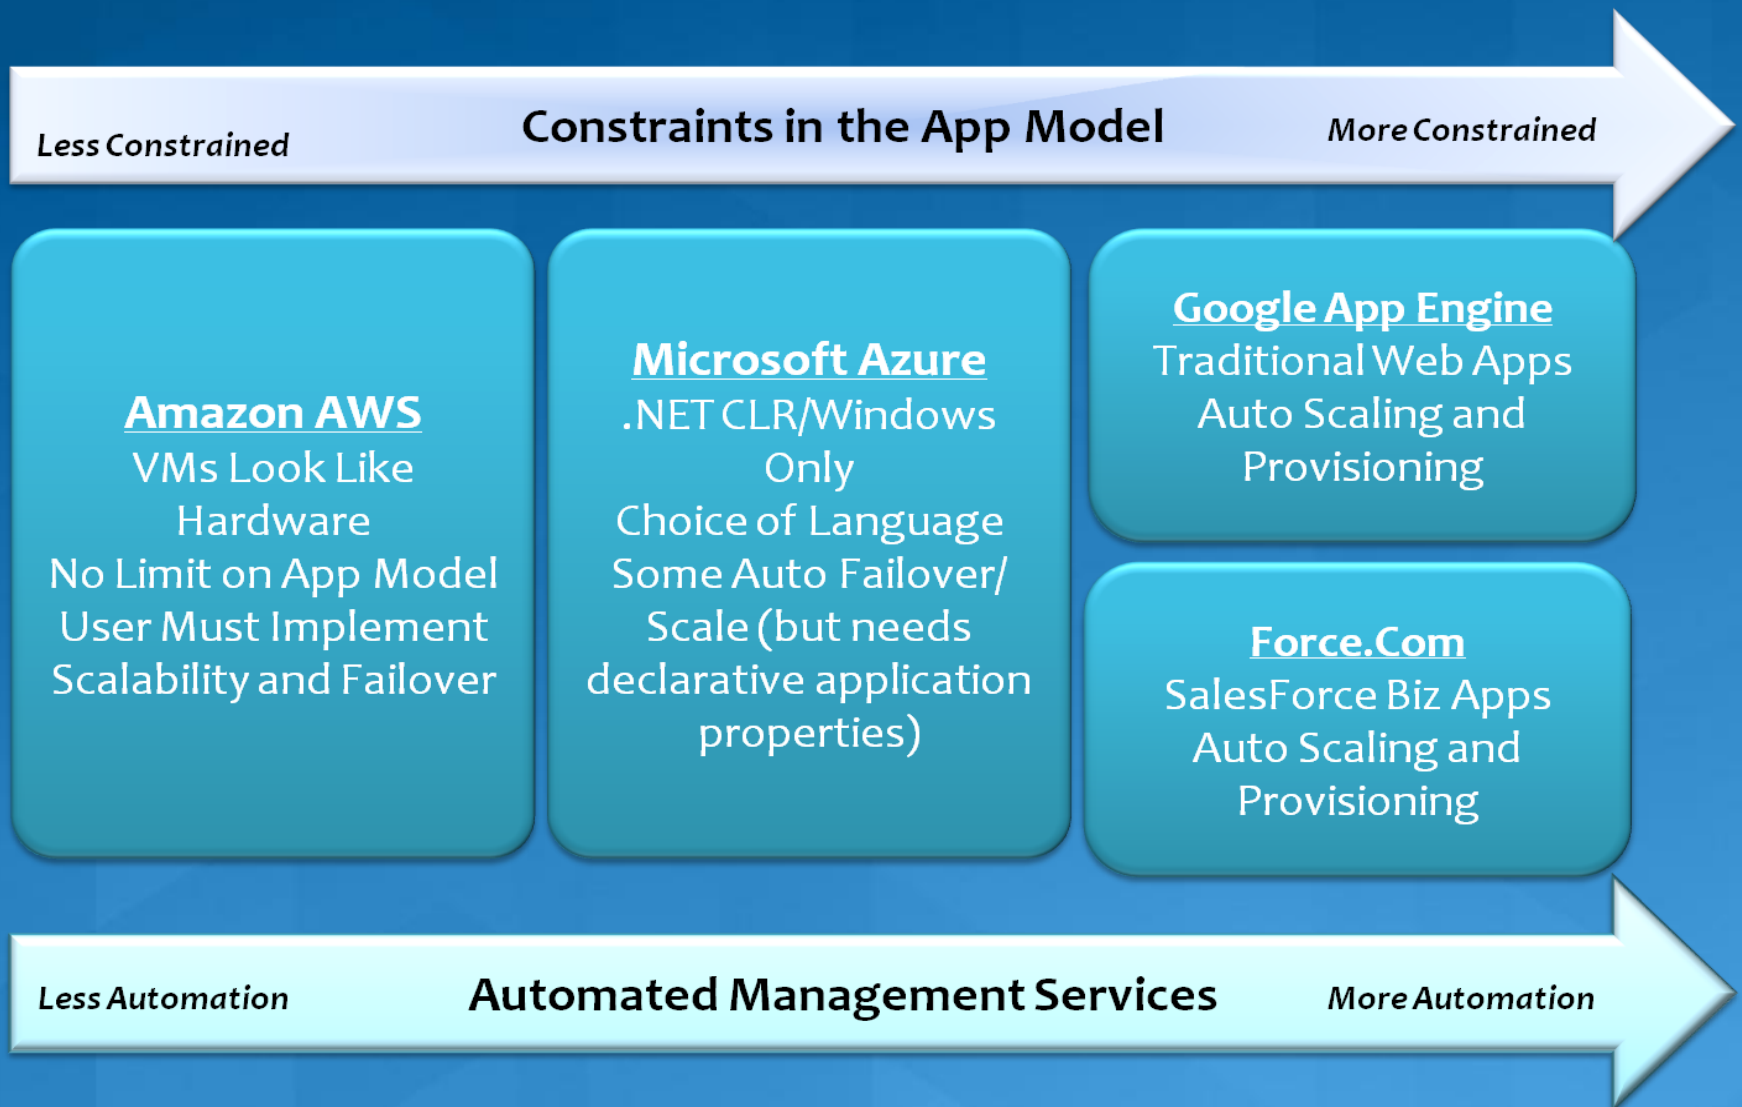 Less Constrained
Constraints in the App Model
More Constrained
Amazon AWS
VMs Look Like
Hardware
No Limit on App Model
User Must Implement
Scalability and Failover
Microsoft Azure
.NET CLR/Windows
Only
Choice of Language
Some Auto Failover/
Scale (but needs
declarative application
properties)
Google App Engine
Traditional Web Apps
Auto Scaling and
Provisioning
Force.Com
SalesForce Biz Apps
Auto Scaling and
Provisioning
Less Automation
Automated Management Services
More Automation